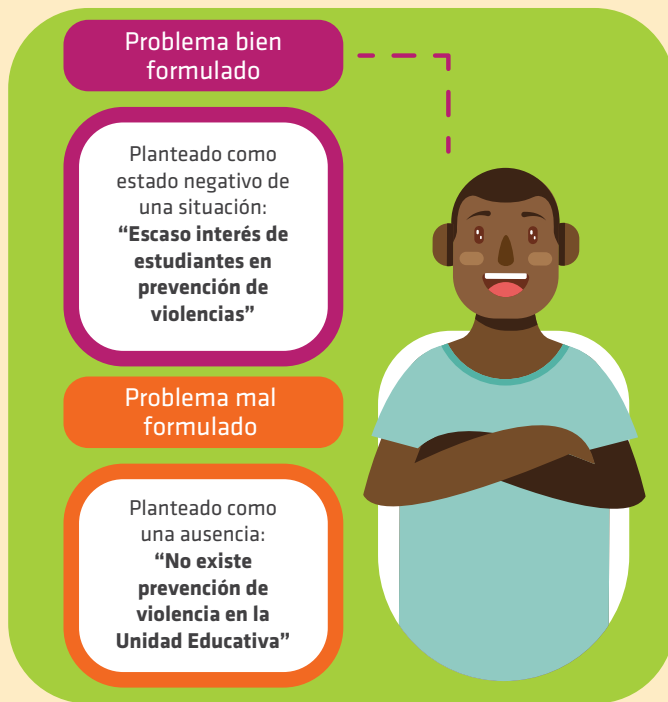 Problema bien
formulado
Planteado como
estado negativo de
una situación:
“Escaso interés de
estudiantes en
prevención de
violencias”
Problema mal
formulado
Planteado como
una ausencia:
“No existe
prevención de
violencia en la
Unidad Educativa”